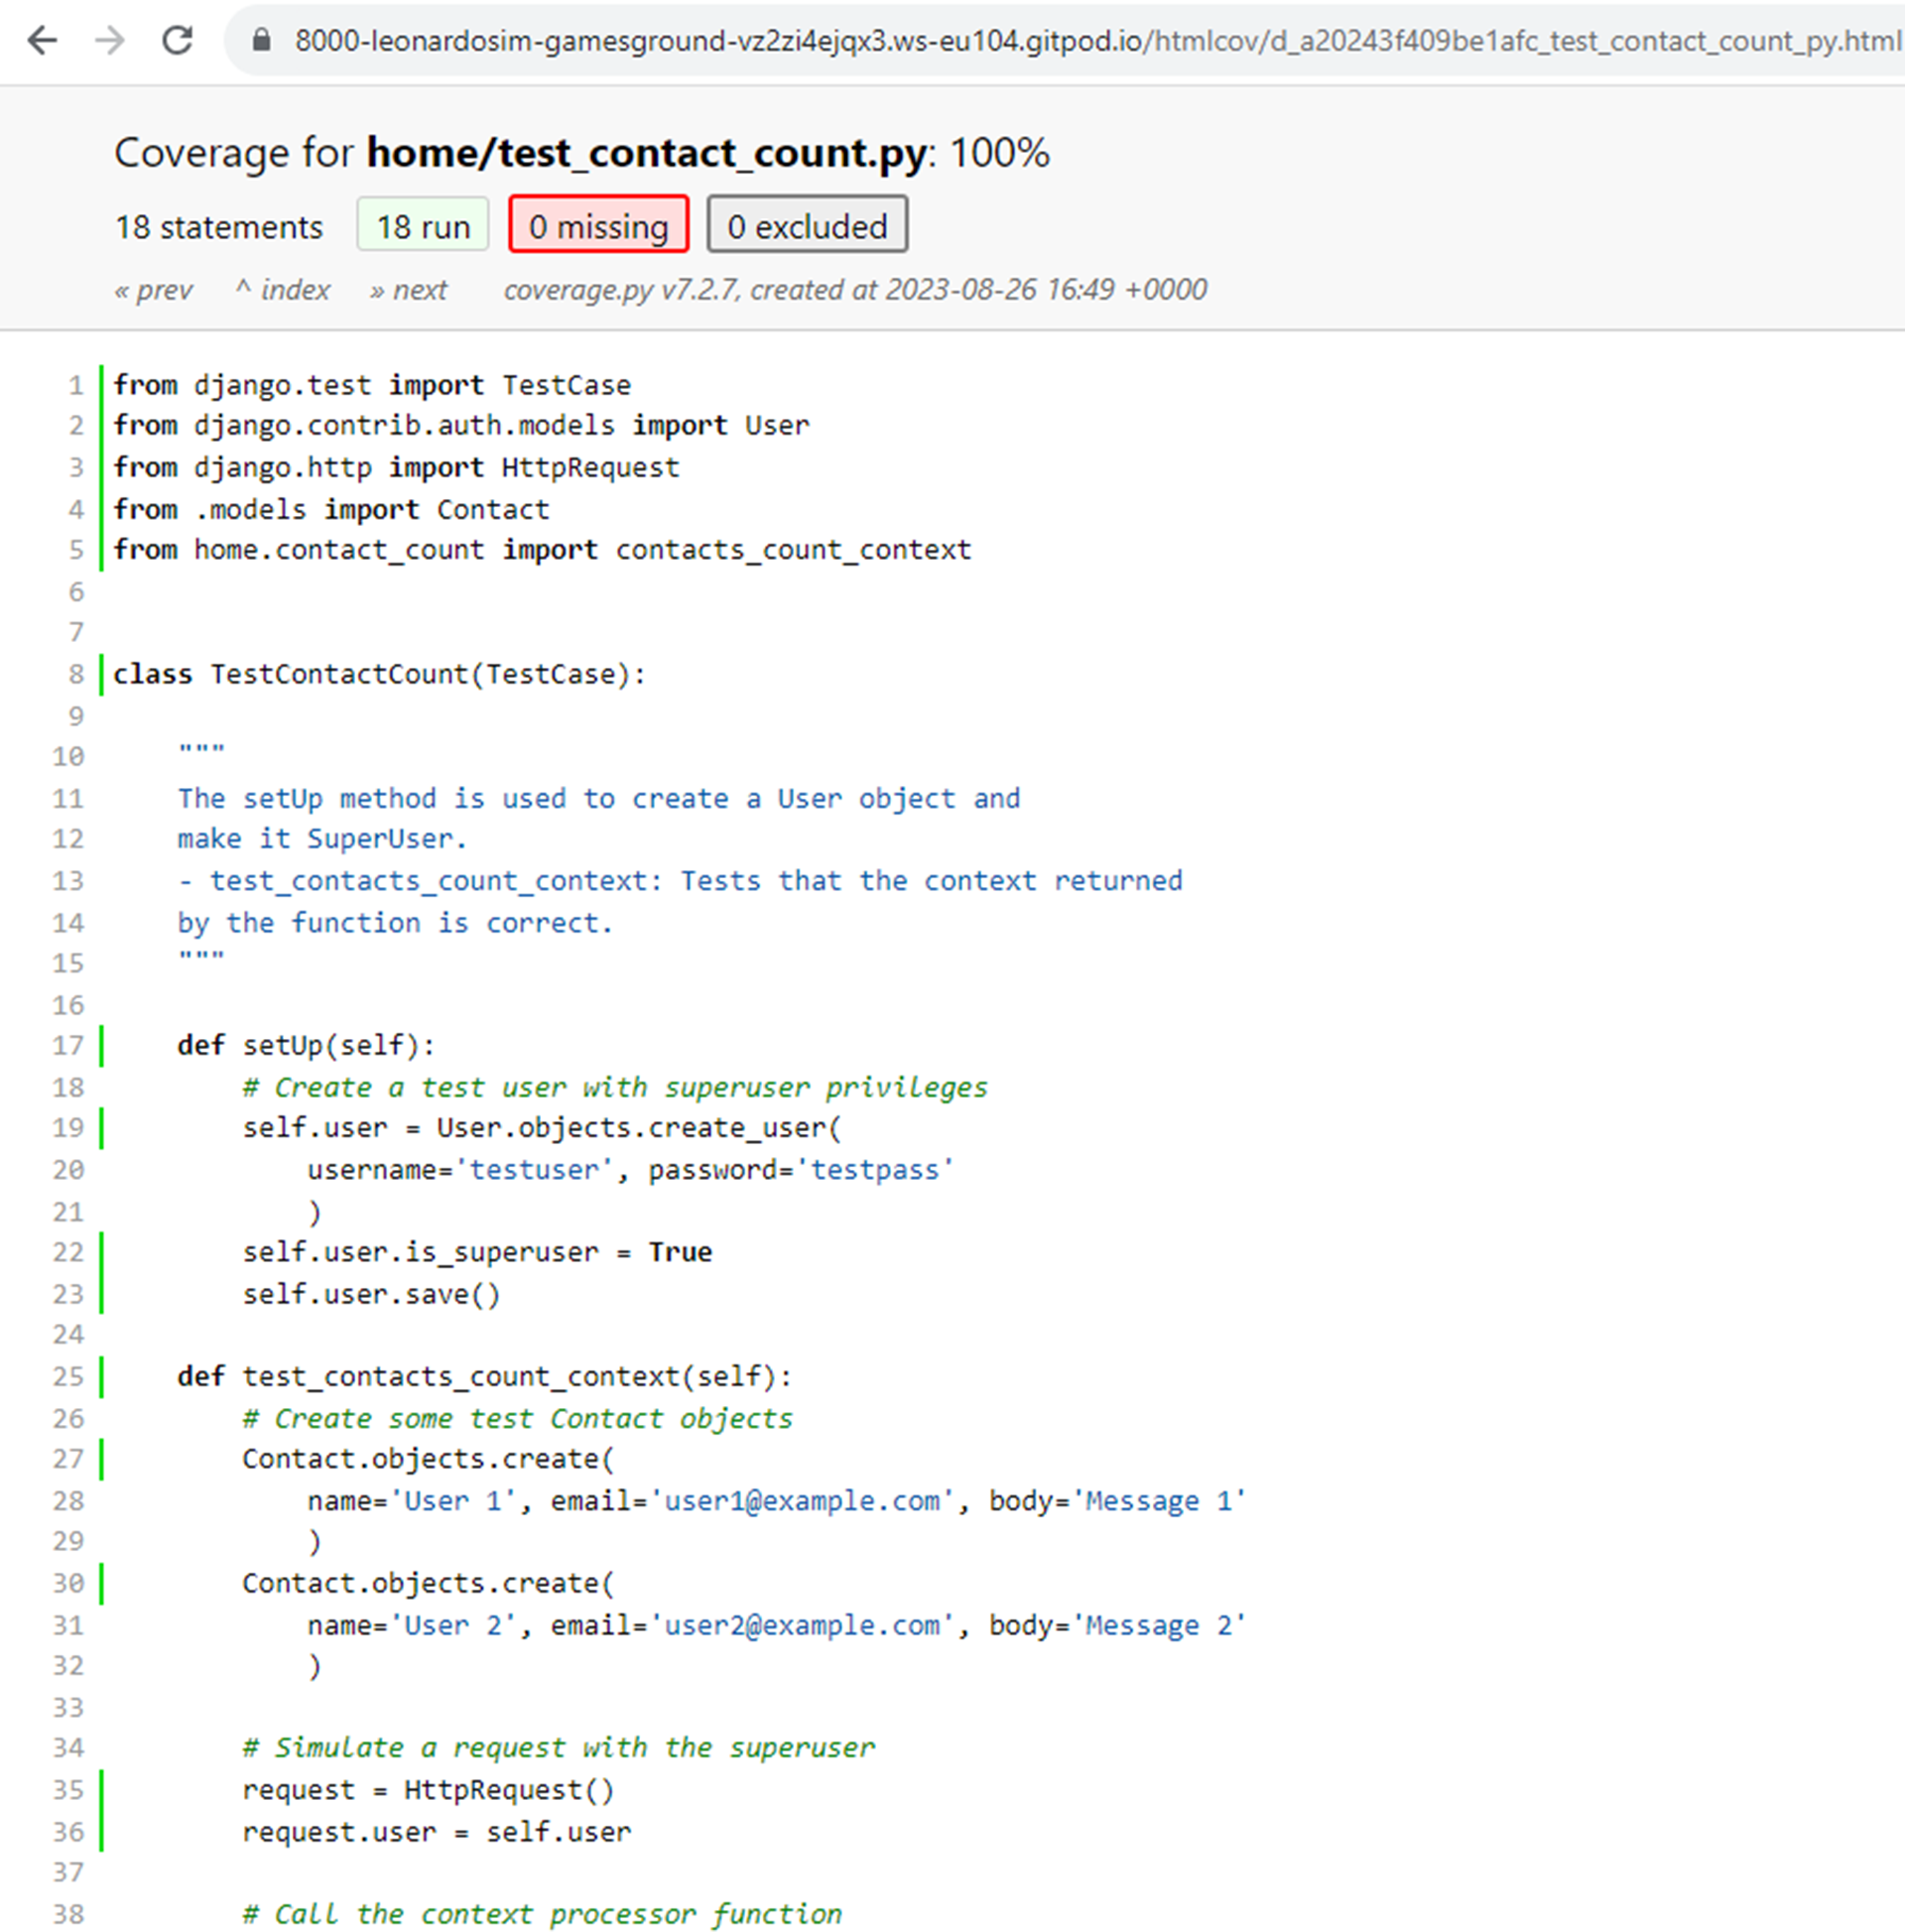 8000-leonardosim-gamesground-vz2zi4ejqx3.ws-eu104.gitpod.io/htmlcov/d_a20243f409be1afc_test_contact_count_py.html
Coverage for home/test_contact_count.py: 100%
18 statements 18 run 0 missing 0 excluded
« prev ^ index » next coverage.py v7.2.7, created at 2023-08-26 16:49 +0000
1 from django.test import TestCase
2 from django.contrib.auth.models import User
3 from django.http import HttpRequest
4 from .models import Contact
5 from home.contact_count import contacts_count_context
6
7
8 class TestContactCount(TestCase):
9
10     """
11     The setUp method is used to create a User object and
12     make it SuperUser.
13     - test_contacts_count_context: Tests that the context returned
14     by the function is correct.
15     """
16
17     def setUp(self):
18         # Create a test user with superuser privileges
19         self.user = User.objects.create_user(
20             username='testuser', password='testpass'
21             )
22         self.user.is_superuser = True
23         self.user.save()
24
25     def test_contacts_count_context(self):
26         # Create some test Contact objects
27         Contact.objects.create(
28             name='User 1', email='user1@example.com', body='Message 1'
29             )
30         Contact.objects.create(
31             name='User 2', email='user2@example.com', body='Message 2'
32             )
33
34         # Simulate a request with the superuser
35         request = HttpRequest()
36         request.user = self.user
37
38         # Call the context processor function